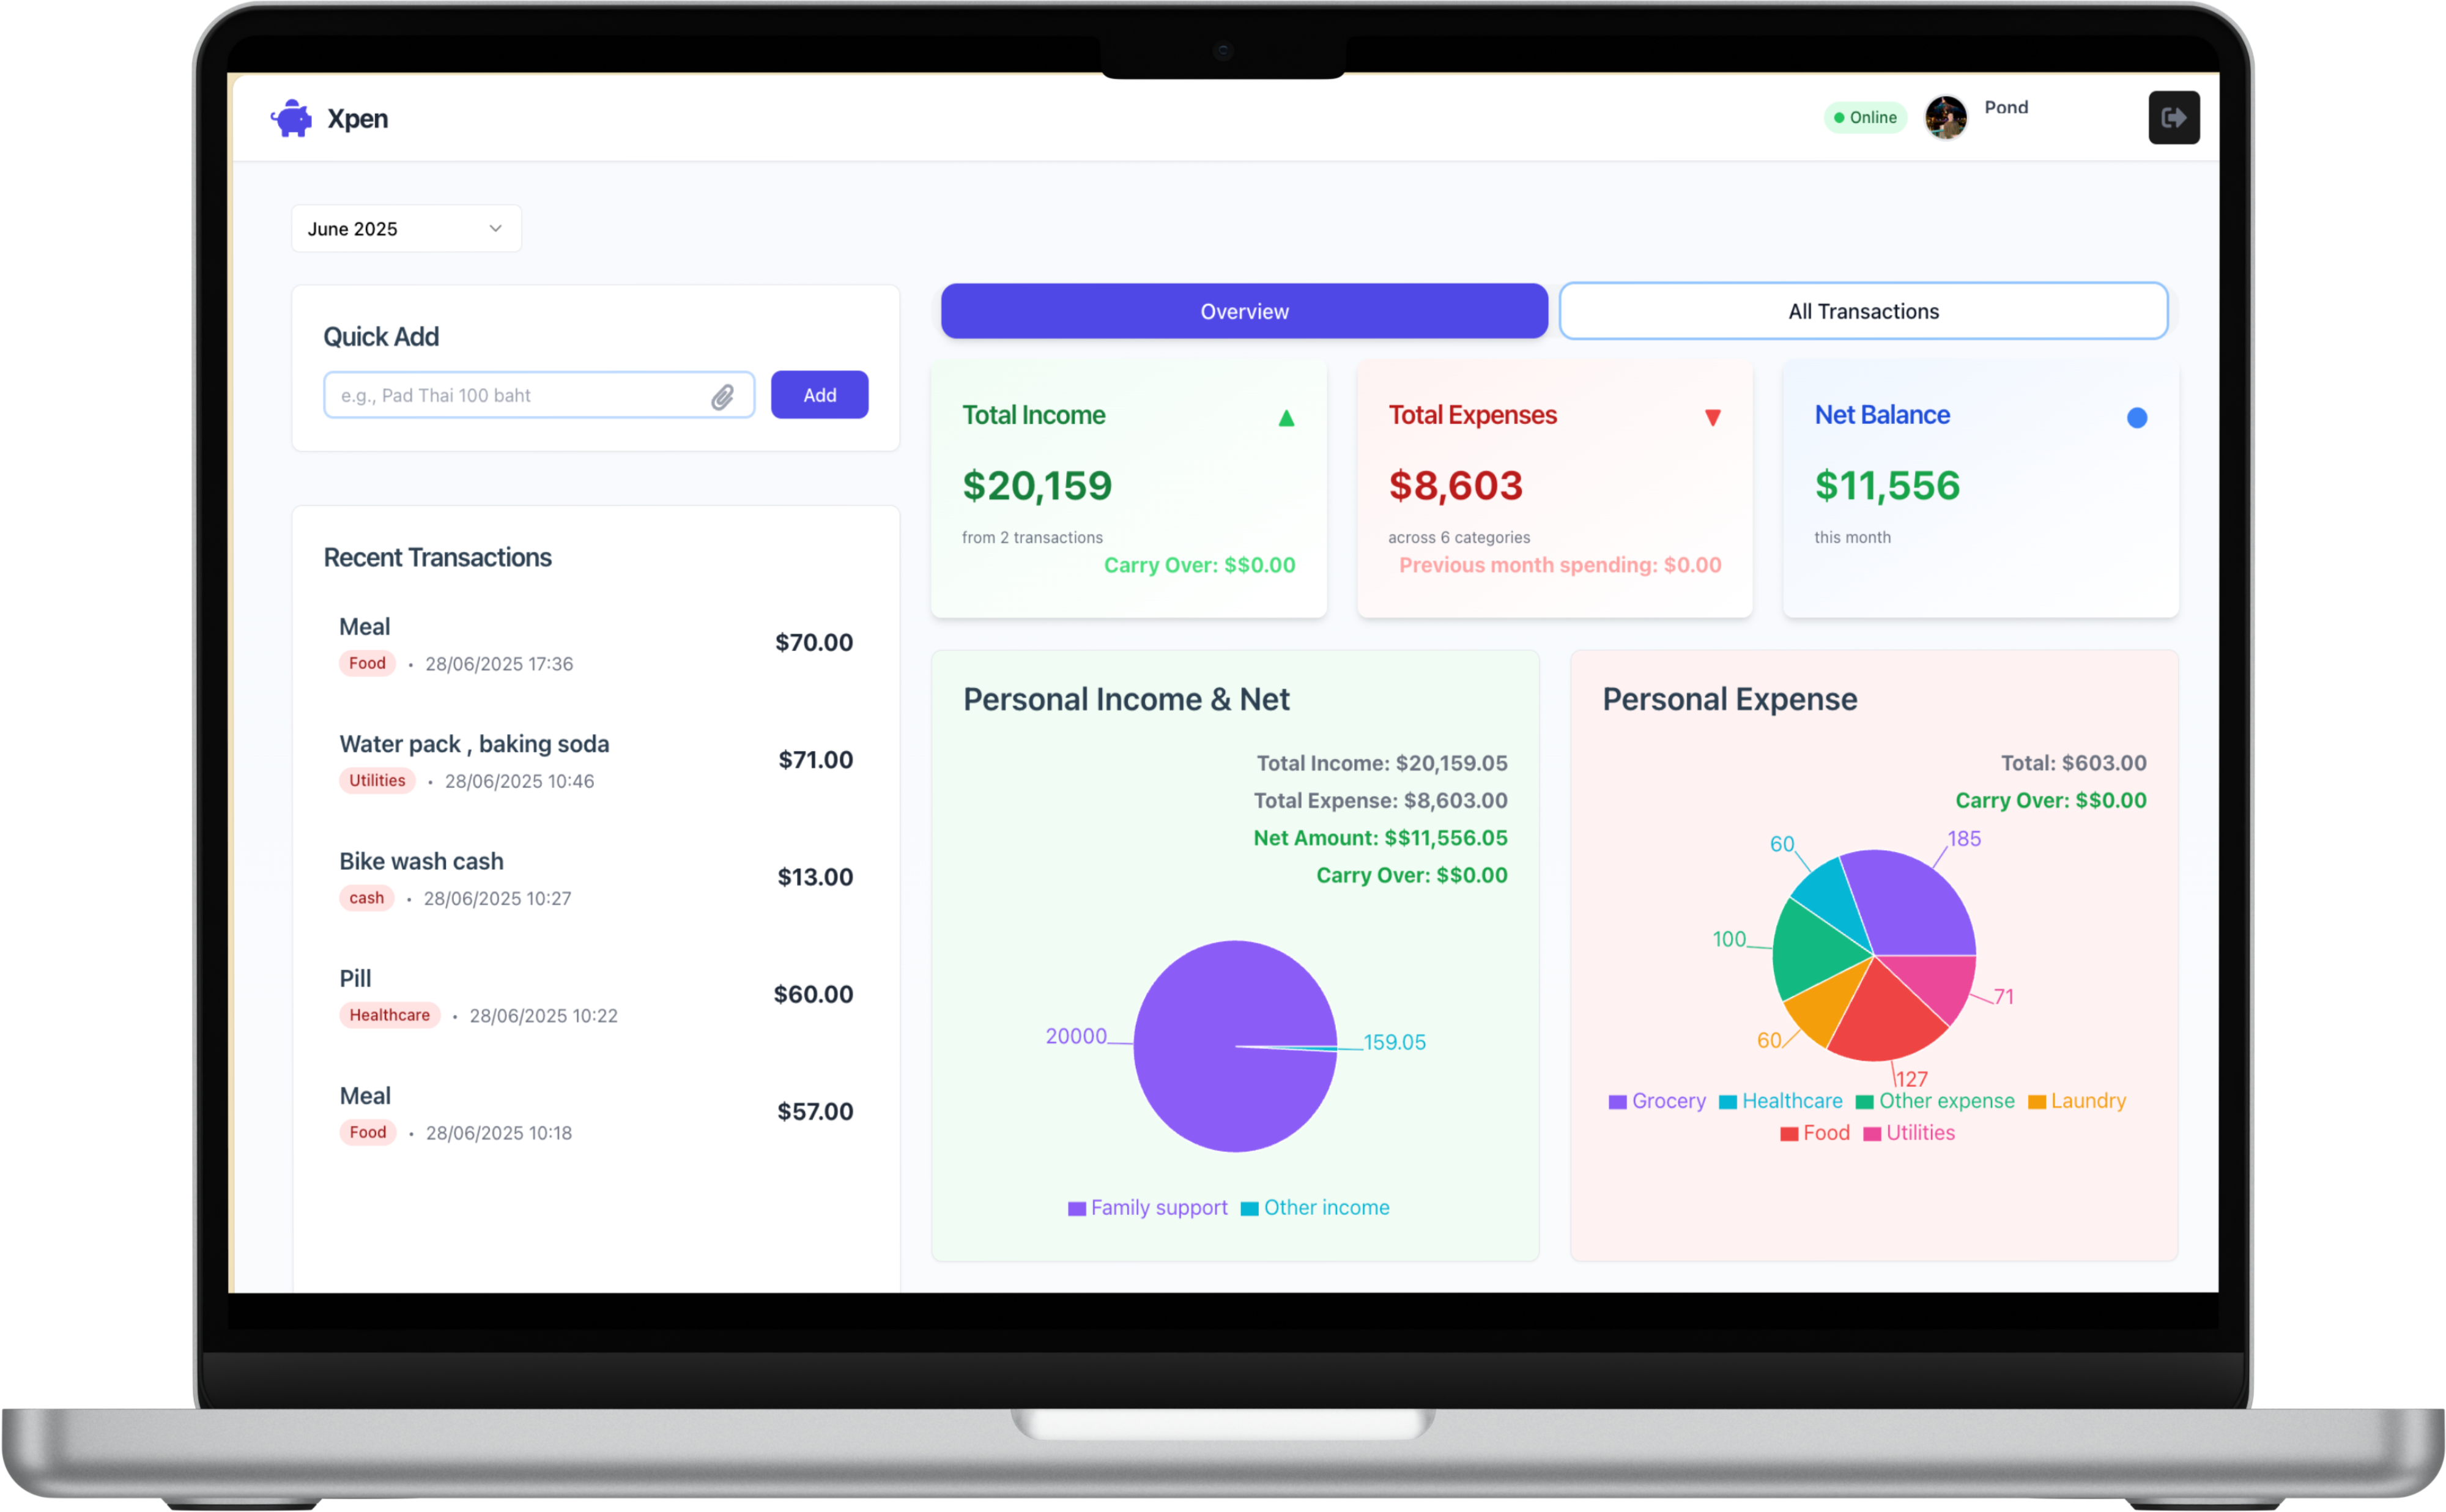 Xpen
Online
Pond
June 2025
Quick Add
e.g., Pad Thai 100 baht
Add
Recent Transactions
Meal
Food • 28/06/2025 17:36
$70.00
Water pack , baking soda
Utilities • 28/06/2025 10:46
$71.00
Bike wash cash
cash • 28/06/2025 10:27
$13.00
Pill
Healthcare • 28/06/2025 10:22
$60.00
Meal
Food • 28/06/2025 10:18
$57.00
Overview
All Transactions
Total Income
$20,159
from 2 transactions
Carry Over: $$0.00
Total Expenses
$8,603
across 6 categories
Previous month spending: $0.00
Net Balance
$11,556
this month
Personal Income & Net
Total Income: $20,159.05
Total Expense: $8,603.00
Net Amount: $$11,556.05
Carry Over: $$0.00
20000
159.05
Family support Other income
Personal Expense
Total: $603.00
Carry Over: $$0.00
60
185
100
71
60
127
Grocery Healthcare Other expense Laundry
Food Utilities